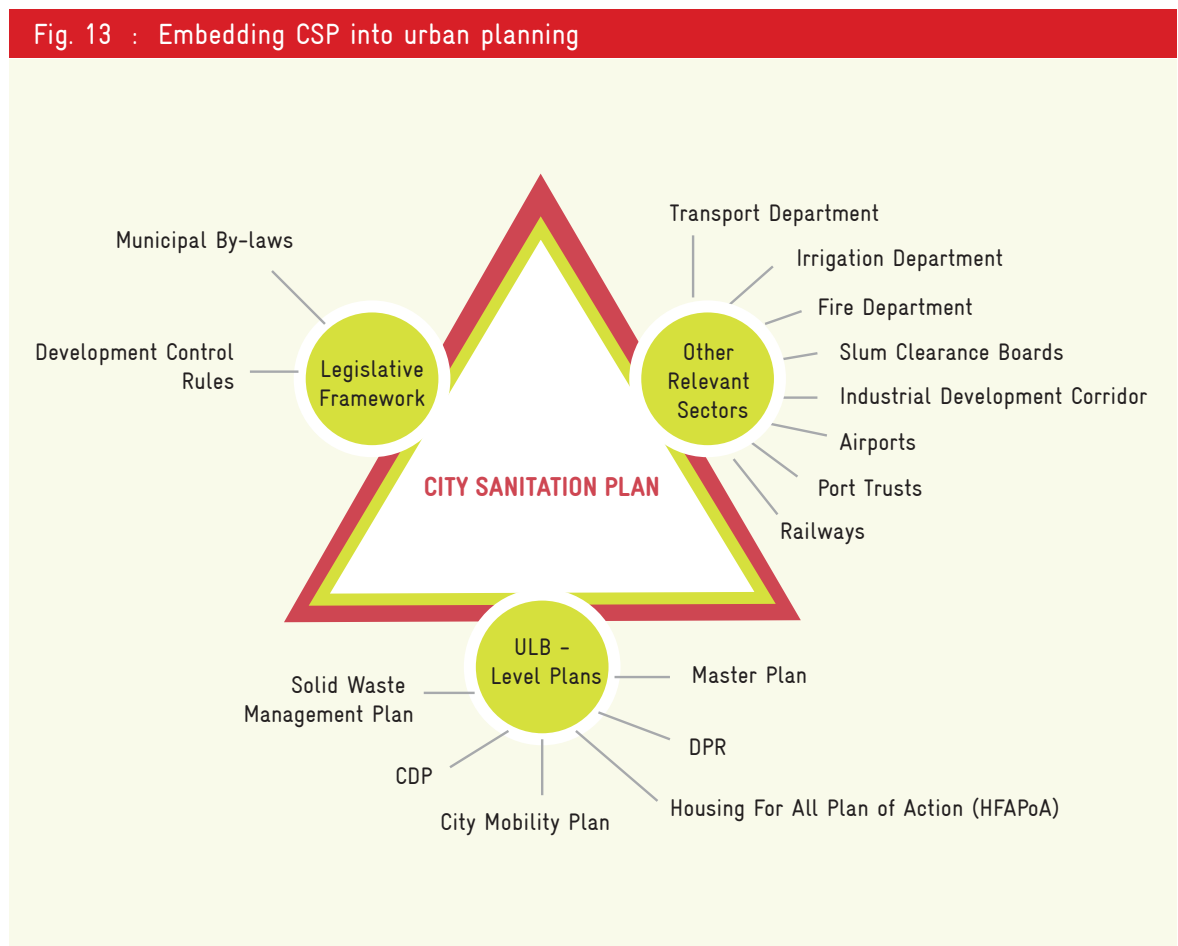 Fig. 13 : Embedding CSP into urban planning
Municipal By-laws
Development Control
Rules
Legislative
Framework
Transport Department
Irrigation Department
Fire Department
Slum Clearance Boards
Industrial Development Corridor
Airports
Port Trusts
Railways
Other
Relevant
Sectors
CITY SANITATION PLAN
ULB -
Level Plans
Solid Waste
Management Plan
CDP
City Mobility Plan
Master Plan
DPR
Housing For All Plan of Action (HFAPoA)